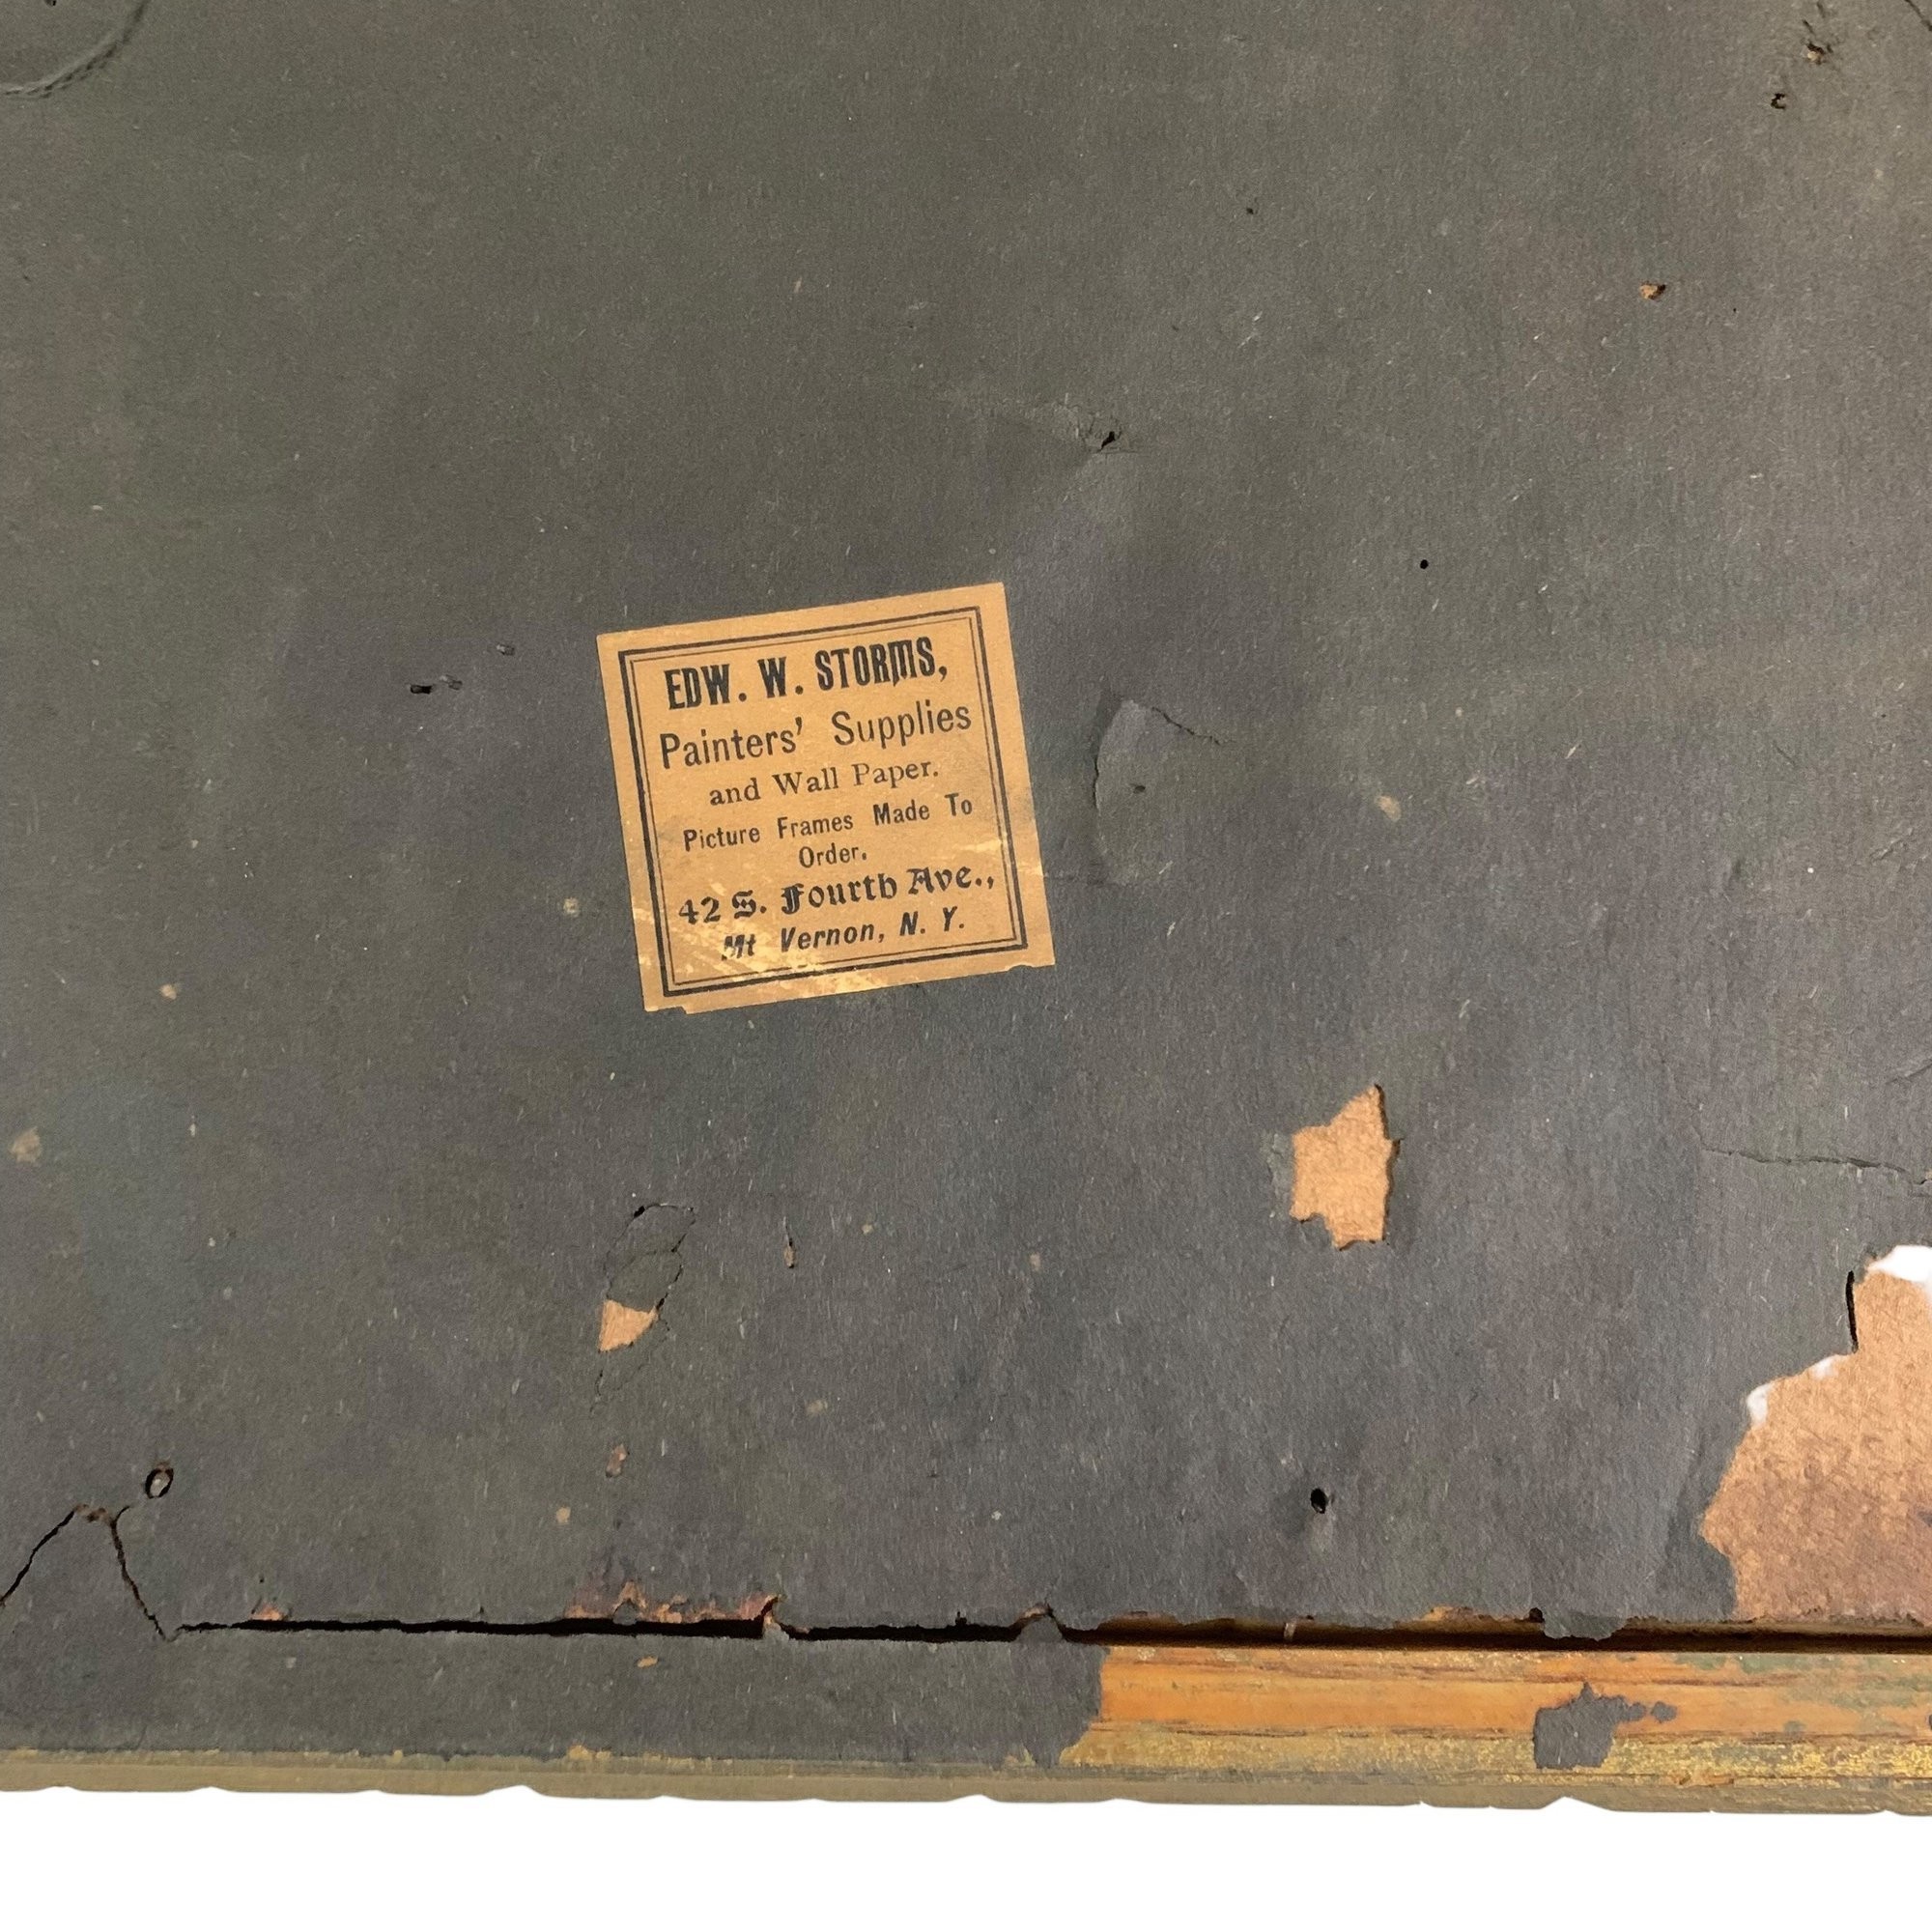 EDW. W. STORMS,
Painters' Supplies
and Wall Paper.
Picture Frames Made To
Order.
42 S. Fourth Ave.,
Mt Vernon, N. Y.